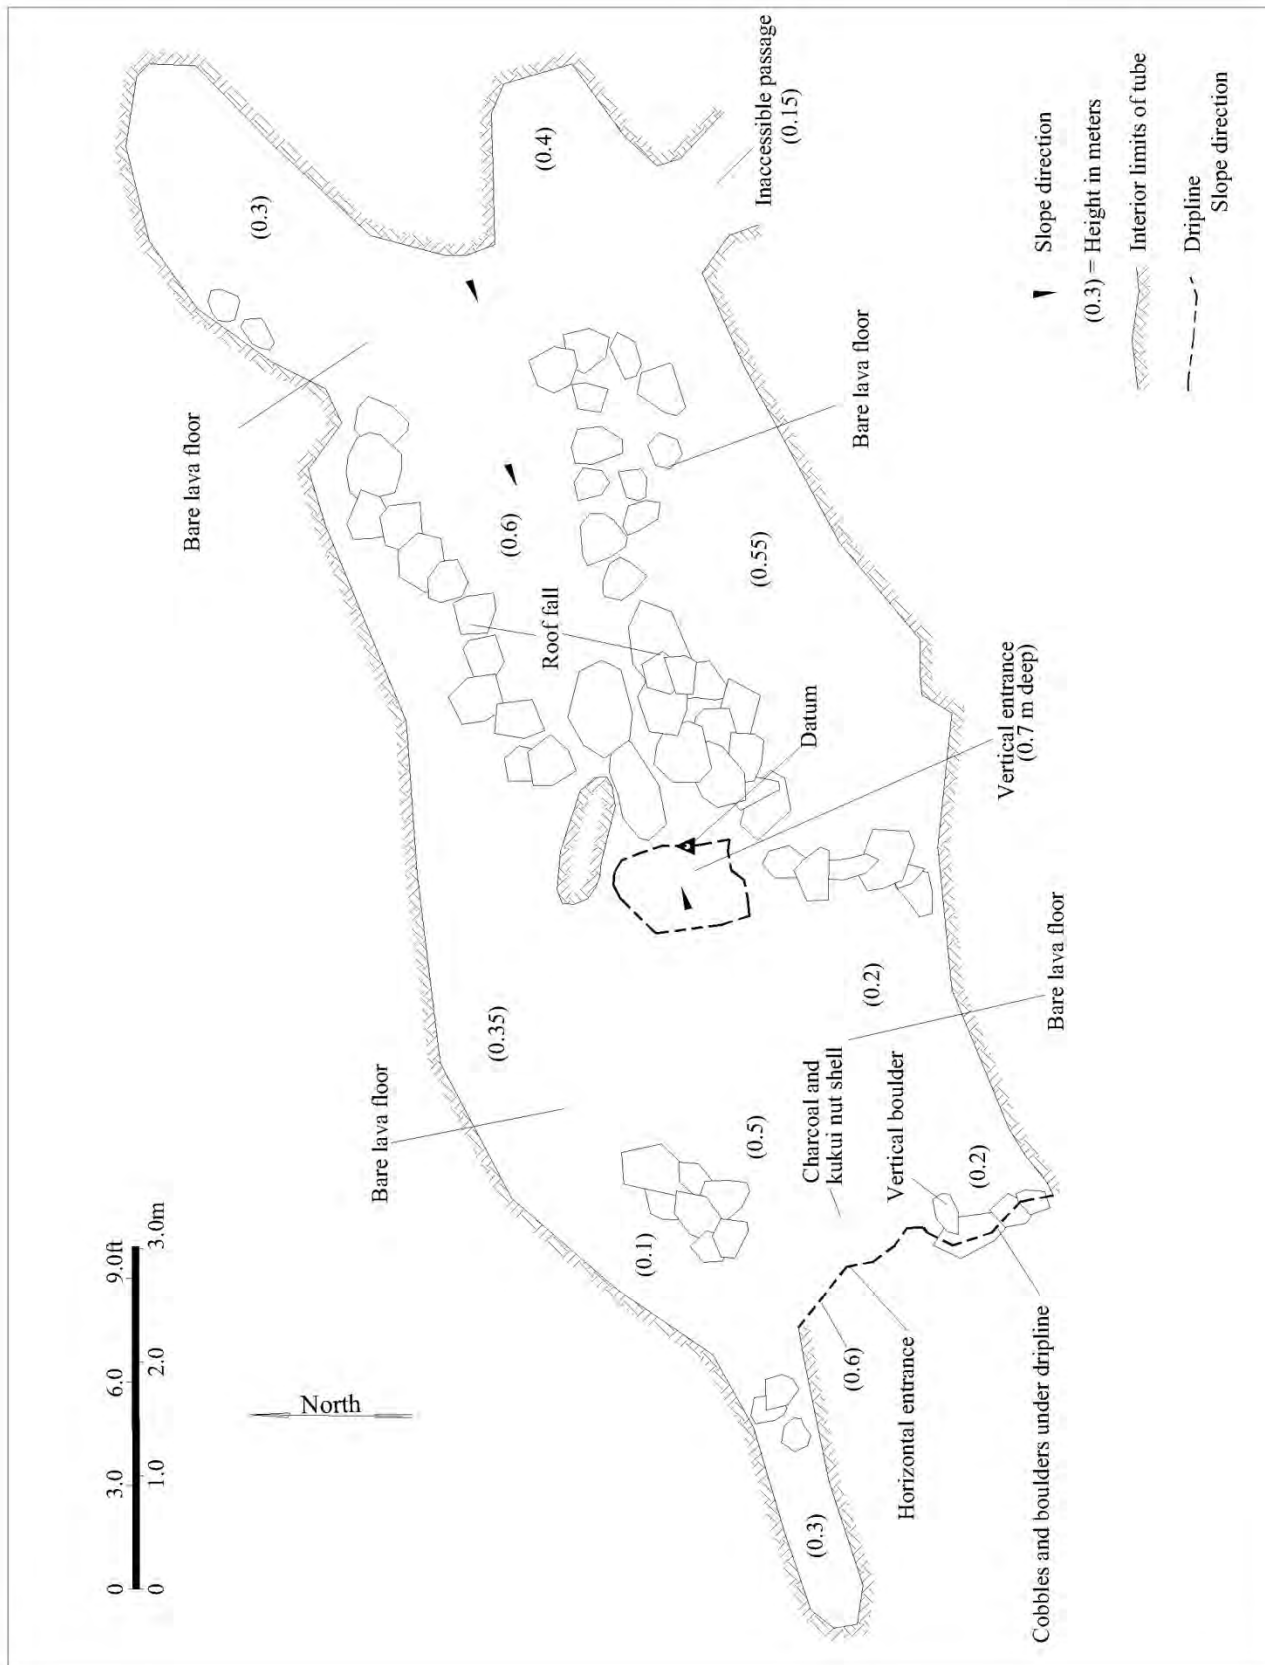 0
3.0
6.0
9.0ft
0
1.0
2.0
3.0m
North
Bare lava floor
Bare lava floor
(0.3)
(0.4)
Inaccessible passage
(0.15)
(0.6)
Roof fall
(0.55)
Bare lava floor
Datum
Vertical entrance
(0.7 m deep)
(0.35)
(0.2)
Bare lava floor
(0.5)
(0.1)
Charcoal and
kukui nut shell
Vertical boulder
(0.2)
(0.6)
(0.3)
Horizontal entrance
Cobbles and boulders under dripline
Slope direction
(0.3) = Height in meters
Interior limits of tube
Dripline
Slope direction